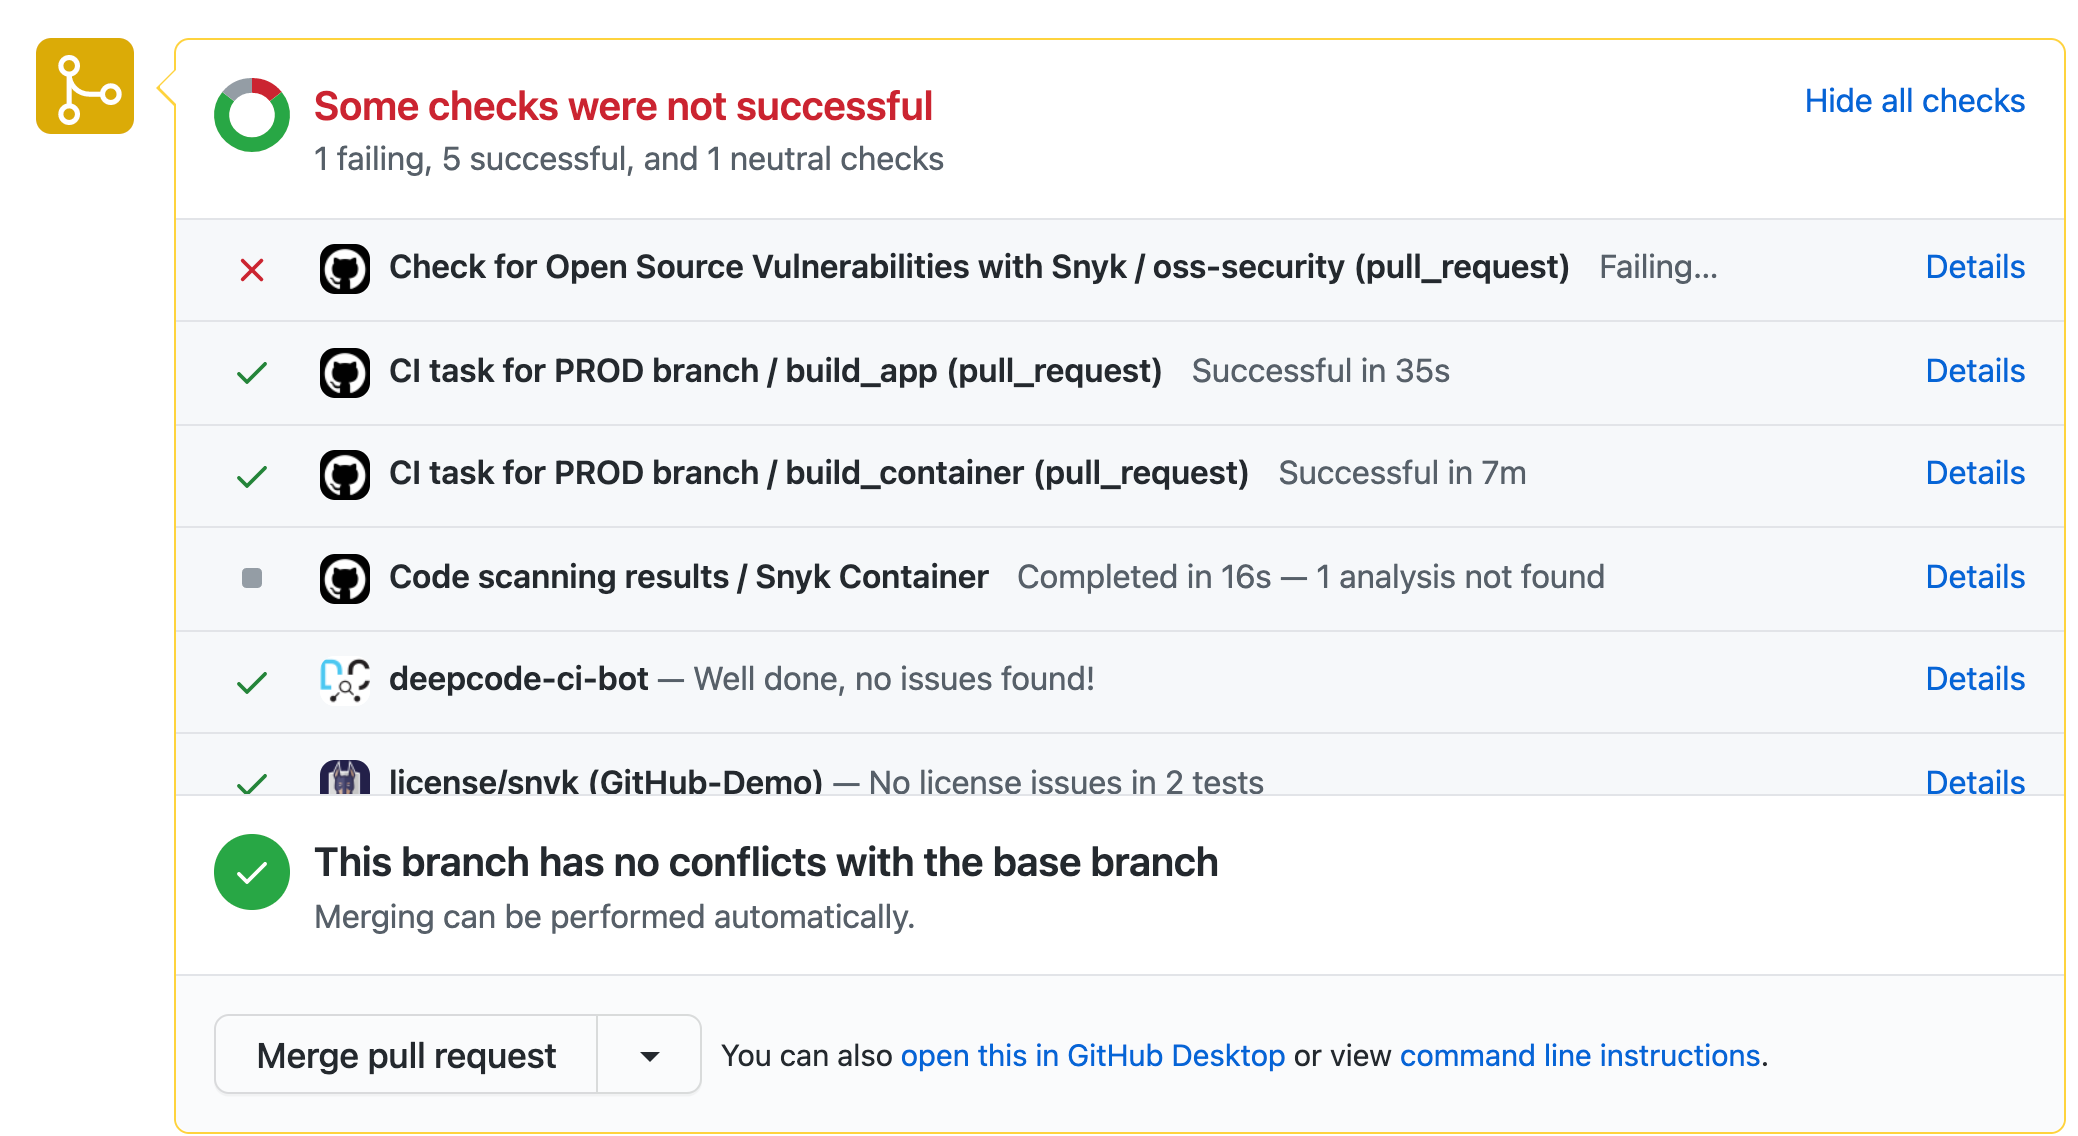 Some checks were not successful
Hide all checks
1 failing, 5 successful, and 1 neutral checks
Check for Open Source Vulnerabilities with Snyk / oss-security (pull_request) Failing... Details
CI task for PROD branch / build_app (pull_request) Successful in 35s Details
CI task for PROD branch / build_container (pull_request) Successful in 7m Details
Code scanning results / Snyk Container Completed in 16s — 1 analysis not found Details
deepcode-ci-bot — Well done, no issues found! Details
license/snyk (GitHub-Demo) — No license issues in 2 tests Details
This branch has no conflicts with the base branch
Merging can be performed automatically.
Merge pull request
You can also open this in GitHub Desktop or view command line instructions.